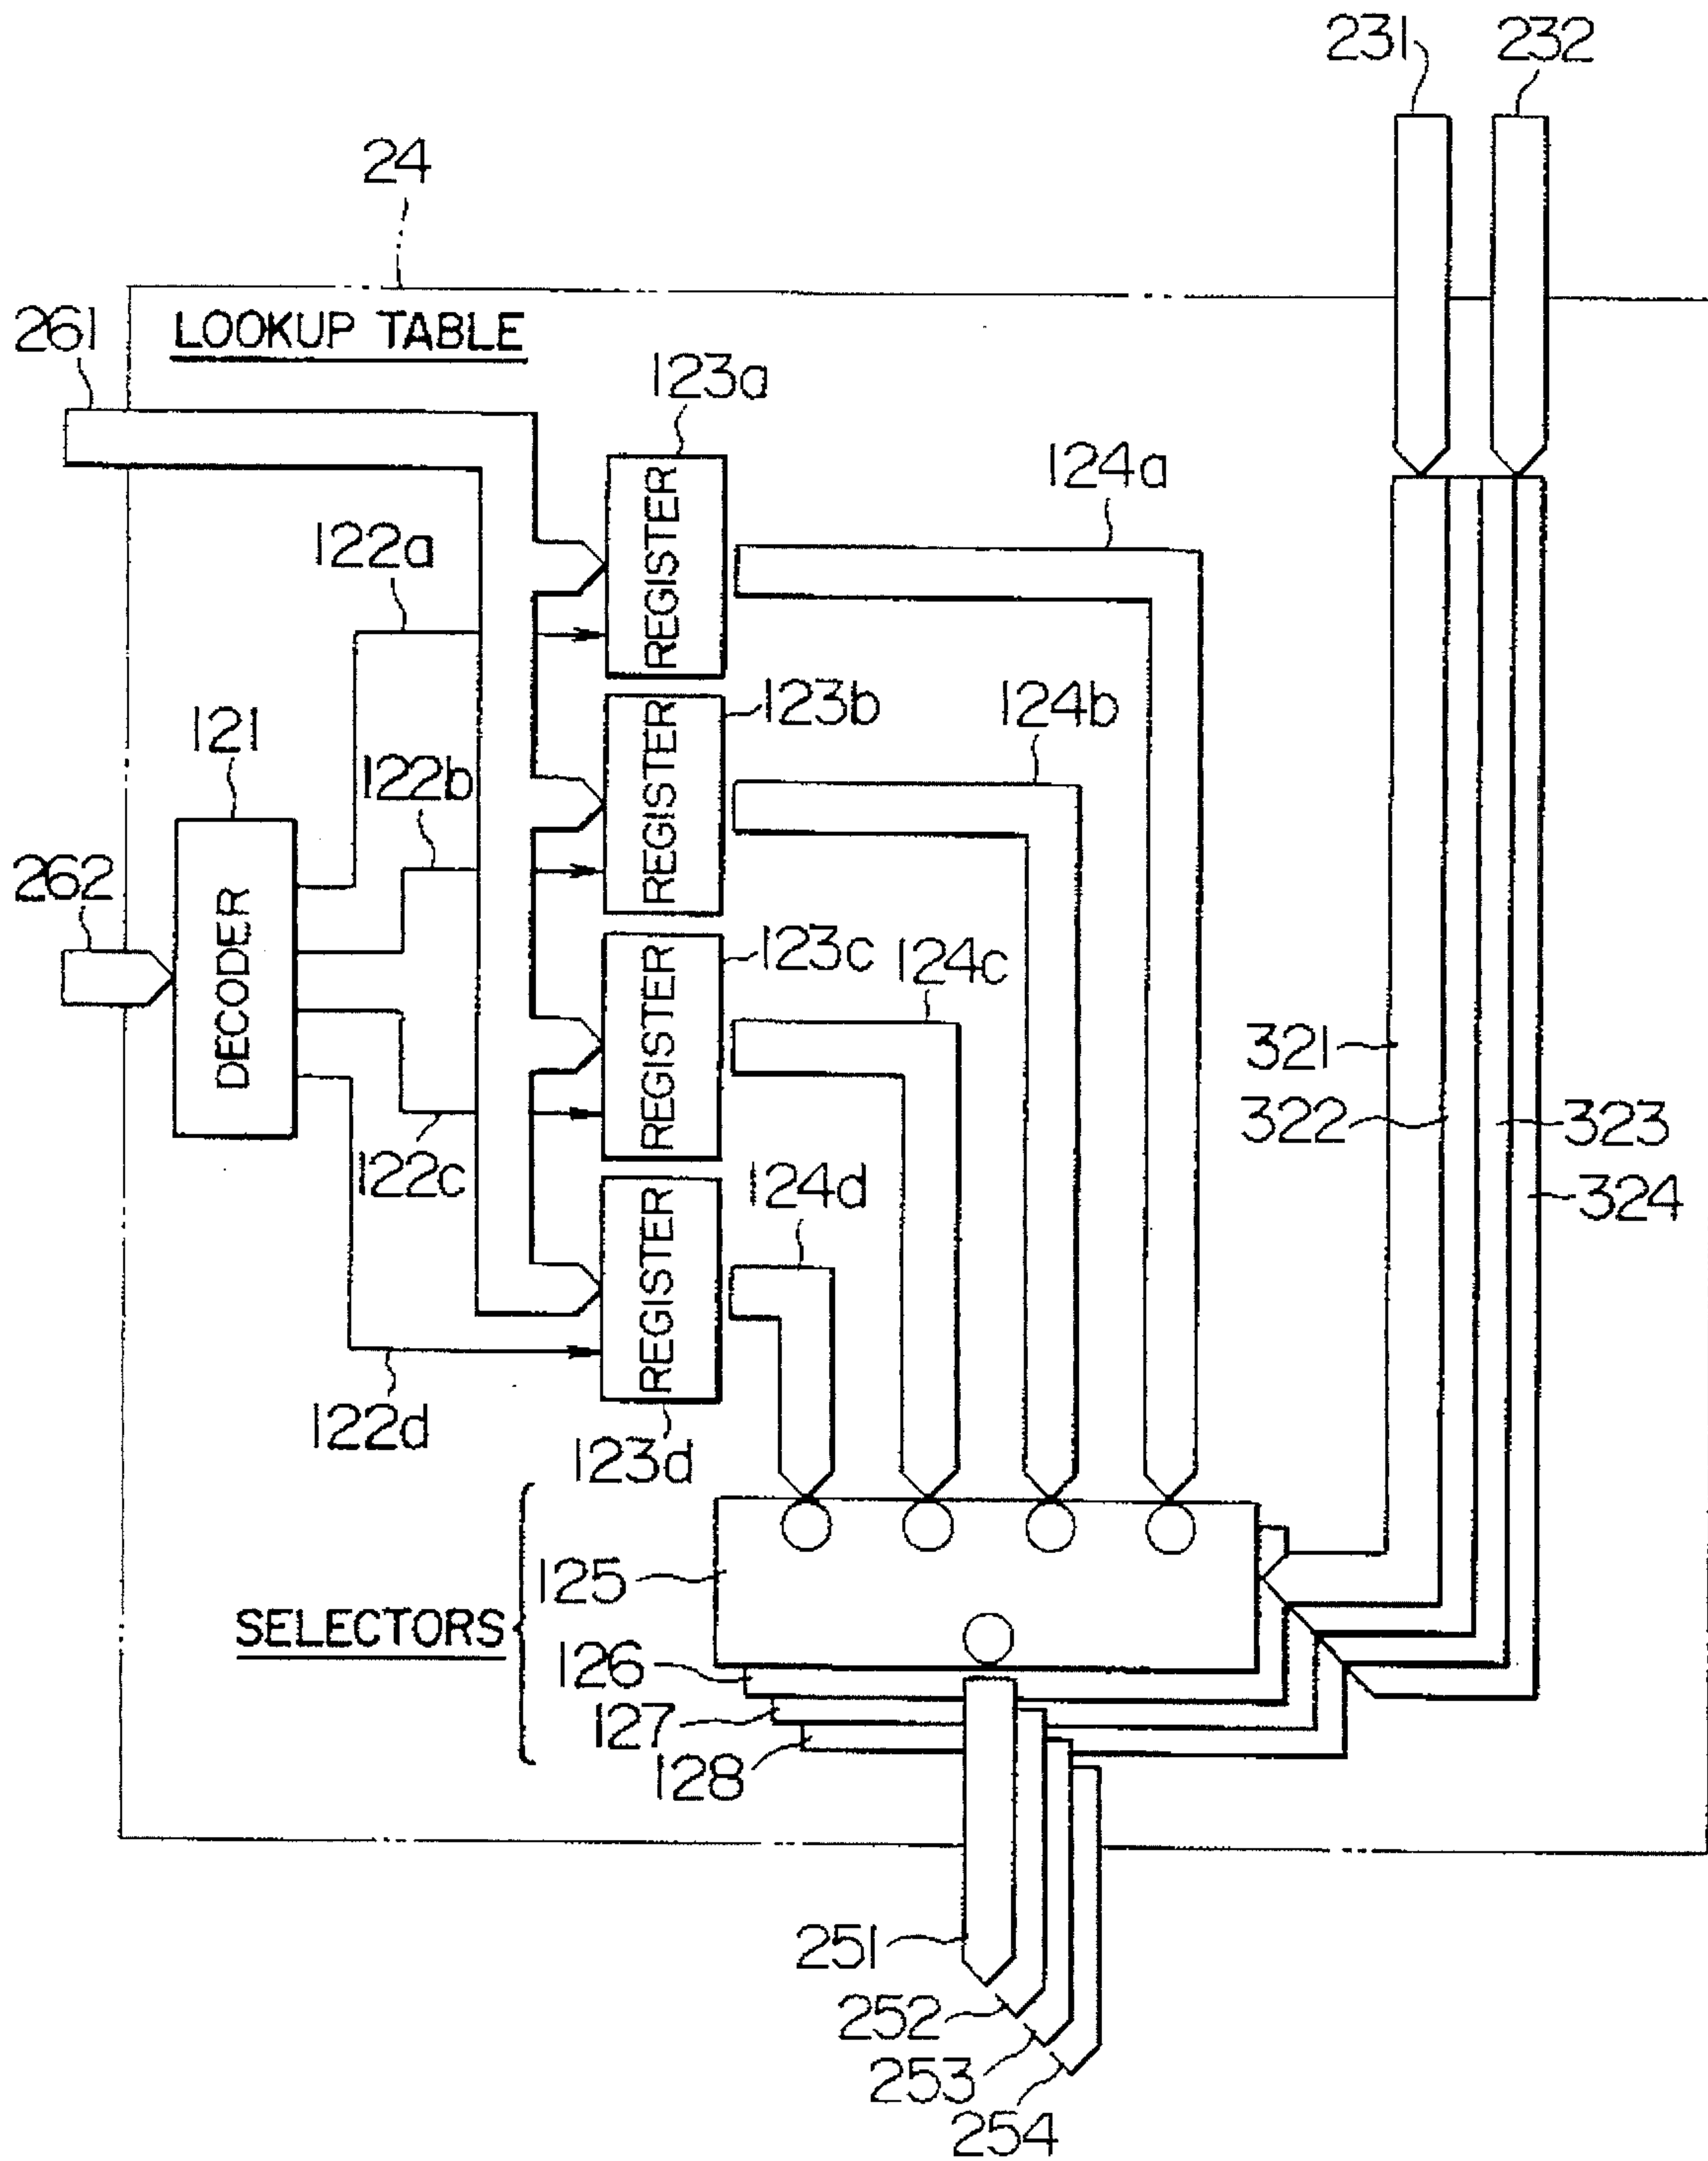 231 232
24
261
LOOKUP TABLE
123a
124a
REGISTER
122a
123b
124b
121
122b
REGISTER
262
DECODER
123c
124c
REGISTER
321
322
323
122c
124d
324
REGISTER
122d
123d
125
SELECTORS
126
127
128
251
252
253
254